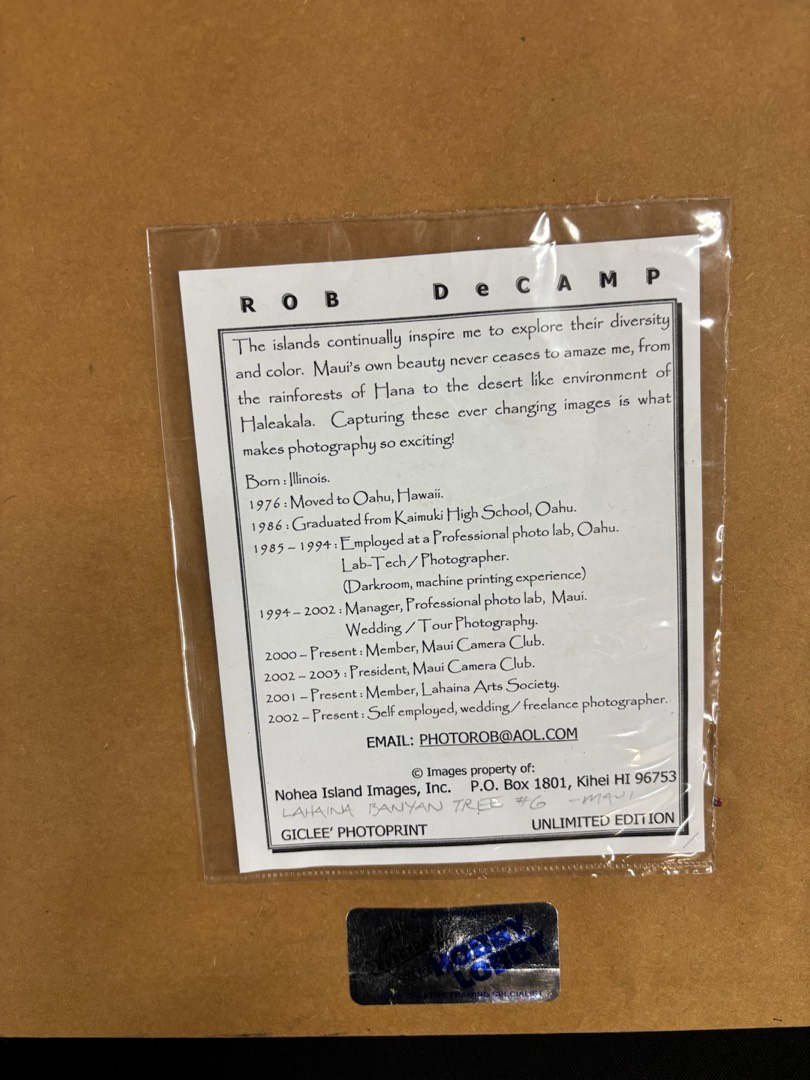 ROB DeCAMP
The islands continually inspire me to explore their diversity
and color. Maui's own beauty never ceases to amaze me, from
the rainforests of Hana to the desert like environment of
Haleakala. Capturing these ever changing images is what
makes photography so exciting!
Born : Illinois.
1976 : Moved to Oahu, Hawaii.
1986 : Graduated from Kaimuki High School, Oahu.
1985 – 1994 : Employed at a Professional photo lab, Oahu.
Lab-Tech / Photographer.
(Darkroom, machine printing experience)
1994 – 2002 : Manager, Professional photo lab, Maui.
Wedding / Tour Photography.
2000 – Present : Member, Maui Camera Club.
2002 – 2003 : President, Maui Camera Club.
2001 – Present : Member, Lahaina Arts Society.
2002 – Present : Self employed, wedding / freelance photographer.
EMAIL: PHOTOROB@AOL.COM
© Images property of:
Nohea Island Images, Inc. P.O. Box 1801, Kihei HI 96753
LAHAINA BANYAN TREE #6 - MAUI
GICLEE' PHOTOPRINT UNLIMITED EDITION
HOBBY
LOBBY
FRAMING SPECIALIST